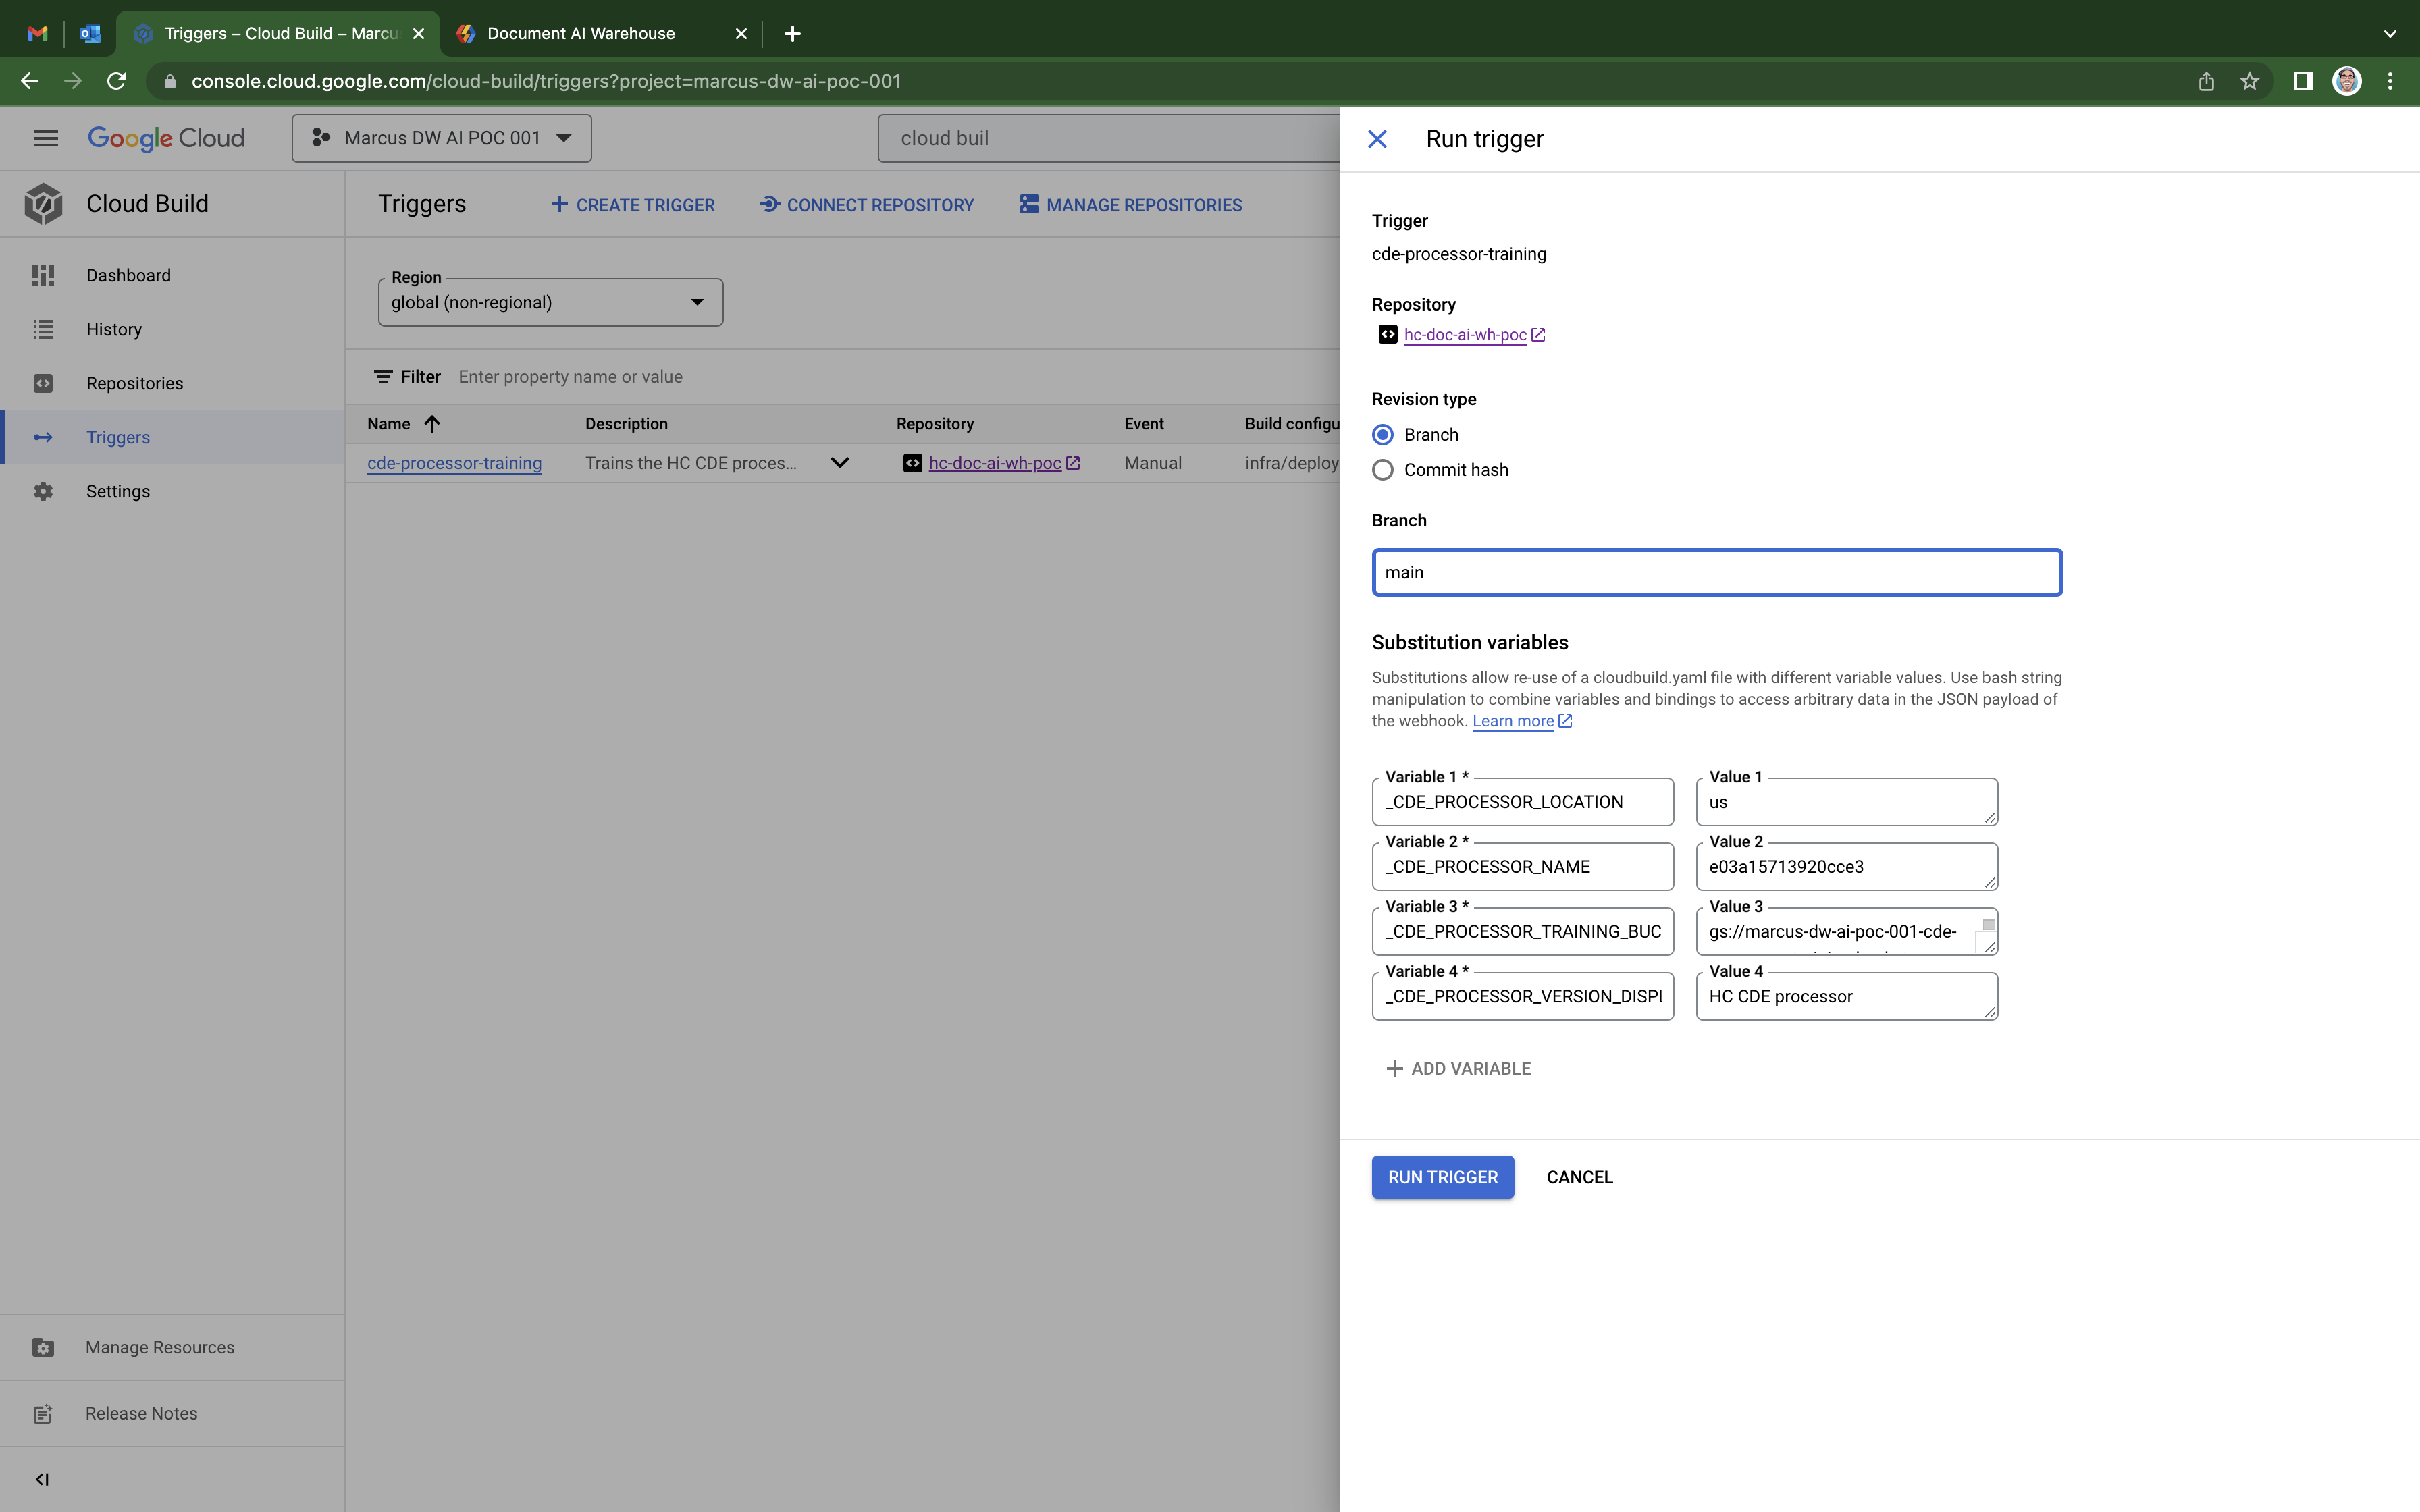 Triggers – Cloud Build – Marcu
Document AI Warehouse
console.cloud.google.com/cloud-build/triggers?project=marcus-dw-ai-poc-001
Google Cloud
Marcus DW AI POC 001
cloud buil
Cloud Build
Dashboard
History
Repositories
Triggers
Settings
Manage Resources
Release Notes
Triggers
CREATE TRIGGER
CONNECT REPOSITORY
MANAGE REPOSITORIES
Region
global (non-regional)
Filter Enter property name or value
Name Description Repository Event Build configu
cde-processor-training Trains the HC CDE proces... hc-doc-ai-wh-poc Manual infra/deploy
Run trigger
Trigger
cde-processor-training
Repository
hc-doc-ai-wh-poc
Revision type
Branch
Commit hash
Branch
main
Substitution variables
Substitutions allow re-use of a cloudbuild.yaml file with different variable values. Use bash string
manipulation to combine variables and bindings to access arbitrary data in the JSON payload of
the webhook. Learn more
Variable 1 * Value 1
_CDE_PROCESSOR_LOCATION us
Variable 2 * Value 2
_CDE_PROCESSOR_NAME e03a15713920cce3
Variable 3 * Value 3
_CDE_PROCESSOR_TRAINING_BUC gs://marcus-dw-ai-poc-001-cde-
Variable 4 * Value 4
_CDE_PROCESSOR_VERSION_DISPI HC CDE processor
ADD VARIABLE
RUN TRIGGER CANCEL